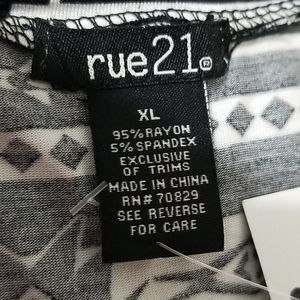 rue21®
XL
95% RAYON
5% SPANDEX
EXCLUSIVE
OF TRIMS
MADE IN CHINA
RN# 70829
SEE REVERSE
FOR CARE